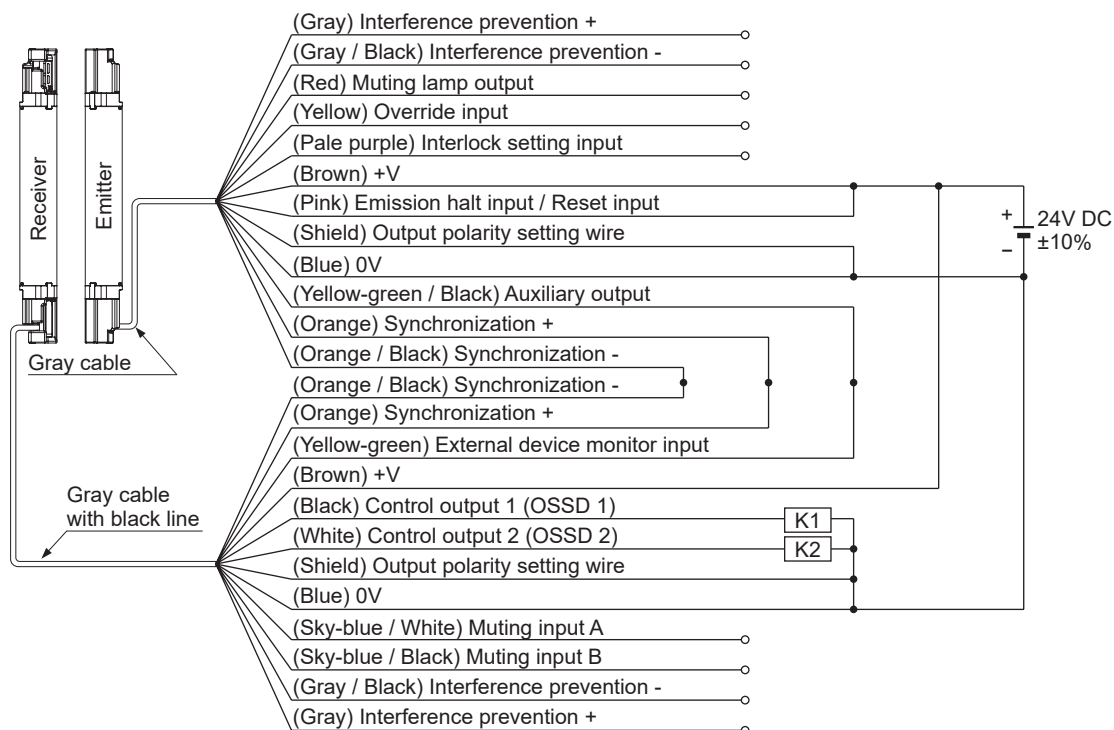 (Gray) Interference prevention +
(Gray / Black) Interference prevention -
(Red) Muting lamp output
(Yellow) Override input
(Pale purple) Interlock setting input
(Brown) +V
(Pink) Emission halt input / Reset input
(Shield) Output polarity setting wire
(Blue) 0V
(Yellow-green / Black) Auxiliary output
(Orange) Synchronization +
(Orange / Black) Synchronization -
(Orange / Black) Synchronization -
(Orange) Synchronization +
(Yellow-green) External device monitor input
(Brown) +V
(Black) Control output 1 (OSSD 1)
(White) Control output 2 (OSSD 2)
(Shield) Output polarity setting wire
(Blue) 0V
(Sky-blue / White) Muting input A
(Sky-blue / Black) Muting input B
(Gray / Black) Interference prevention -
(Gray) Interference prevention +
Receiver
Emitter
Gray cable
Gray cable
with black line
K1
K2
+
24V DC
±10%
−